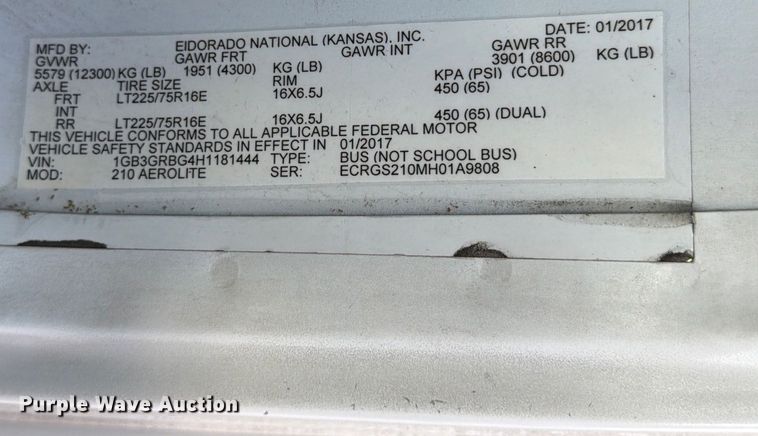 MFD BY: EIDORADO NATIONAL (KANSAS), INC. DATE: 01/2017
GVWR GAWR FRT GAWR INT GAWR RR
5579 (12300) KG (LB) 1951 (4300) KG (LB) 3901 (8600) KG (LB)
AXLE TIRE SIZE RIM KPA (PSI) (COLD)
FRT LT225/75R16E 16X6.5J 450 (65)
INT
RR LT225/75R16E 16X6.5J 450 (65) (DUAL)
THIS VEHICLE CONFORMS TO ALL APPLICABLE FEDERAL MOTOR
VEHICLE SAFETY STANDARDS IN EFFECT IN 01/2017
VIN: 1GB3GRBG4H1181444 TYPE: BUS (NOT SCHOOL BUS)
MOD: 210 AEROLITE SER: ECRGS210MH01A9808
Purple Wave Auction